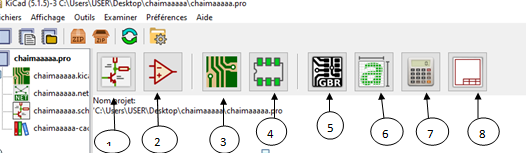 KiCad (5.1.5)-3 C:\Users\USER\Desktop\chaimaaaaa\chaimaaaaa.pro
ichiers Affichage Outils Examiner Préférences Aide
ZIP ZIP
chaimaaaaa.pro
chaimaaaaa.kica
NET chaimaaaaa.net
chaimaaaaa.sch
chaimaaaaa-cac
GBR a
Nom projet:
'C:\Users\USER\Desktop\chaimaaaaa\chaimaaaaa.pro
1 2 3 4 5 6 7 8